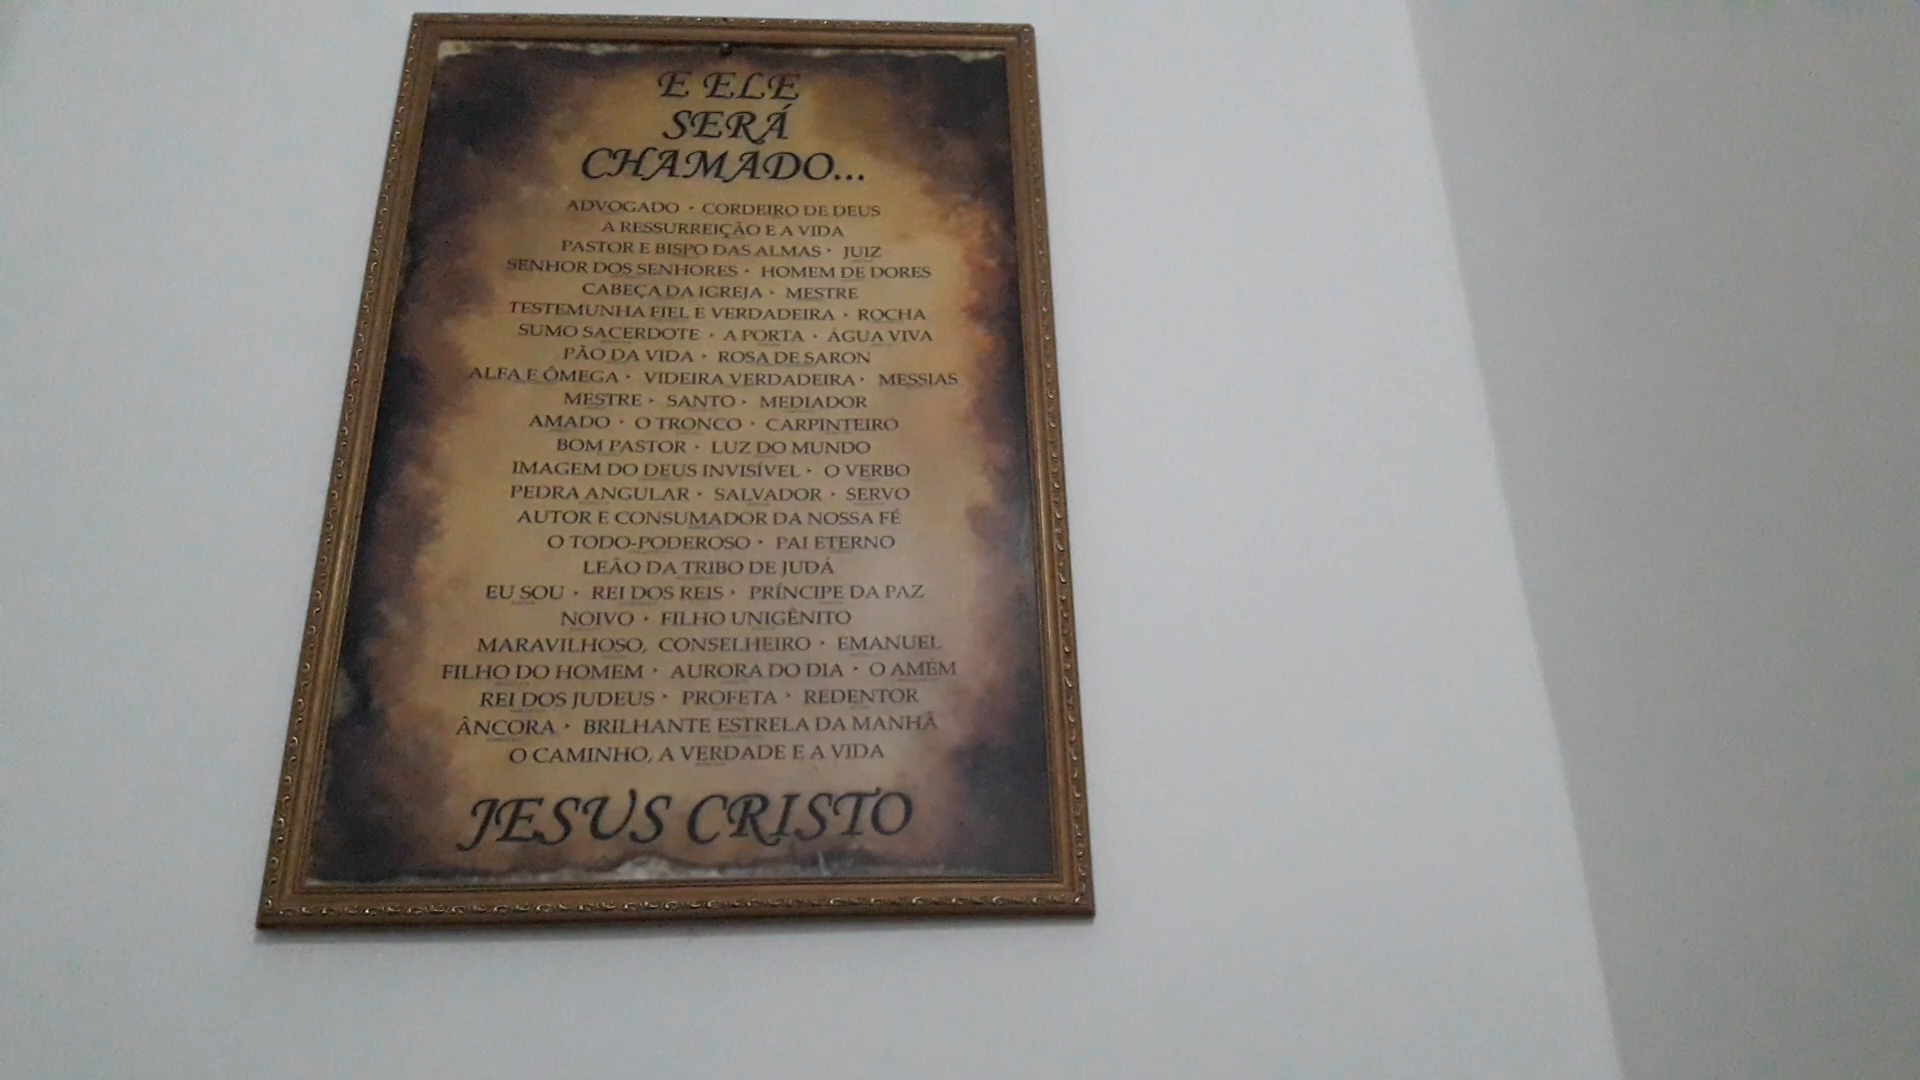 E ELE
SERÁ
CHAMADO...
ADVOGADO • CORDEIRO DE DEUS
A RESSURREIÇÃO E A VIDA
PASTOR E BISPO DAS ALMAS • JUIZ
SENHOR DOS SENHORES • HOMEM DE DORES
CABEÇA DA IGREJA • MESTRE
TESTEMUNHA FIEL E VERDADEIRA • ROCHA
SUMO SACERDOTE • A PORTA • ÁGUA VIVA
PÃO DA VIDA • ROSA DE SARON
ALFA E ÔMEGA • VIDEIRA VERDADEIRA • MESSIAS
MESTRE • SANTO • MEDIADOR
AMADO • O TRONCO • CARPINTEIRO
BOM PASTOR • LUZ DO MUNDO
IMAGEM DO DEUS INVISÍVEL • O VERBO
PEDRA ANGULAR • SALVADOR • SERVO
AUTOR E CONSUMADOR DA NOSSA FÉ
O TODO-PODEROSO • PAI ETERNO
LEÃO DA TRIBO DE JUDÁ
EU SOU • REI DOS REIS • PRÍNCIPE DA PAZ
NOIVO • FILHO UNIGÊNITO
MARAVILHOSO, CONSELHEIRO • EMANUEL
FILHO DO HOMEM • AURORA DO DIA • O AMÉM
REI DOS JUDEUS • PROFETA • REDENTOR
ÂNCORA • BRILHANTE ESTRELA DA MANHÃ
O CAMINHO, A VERDADE E A VIDA
JESUS CRISTO